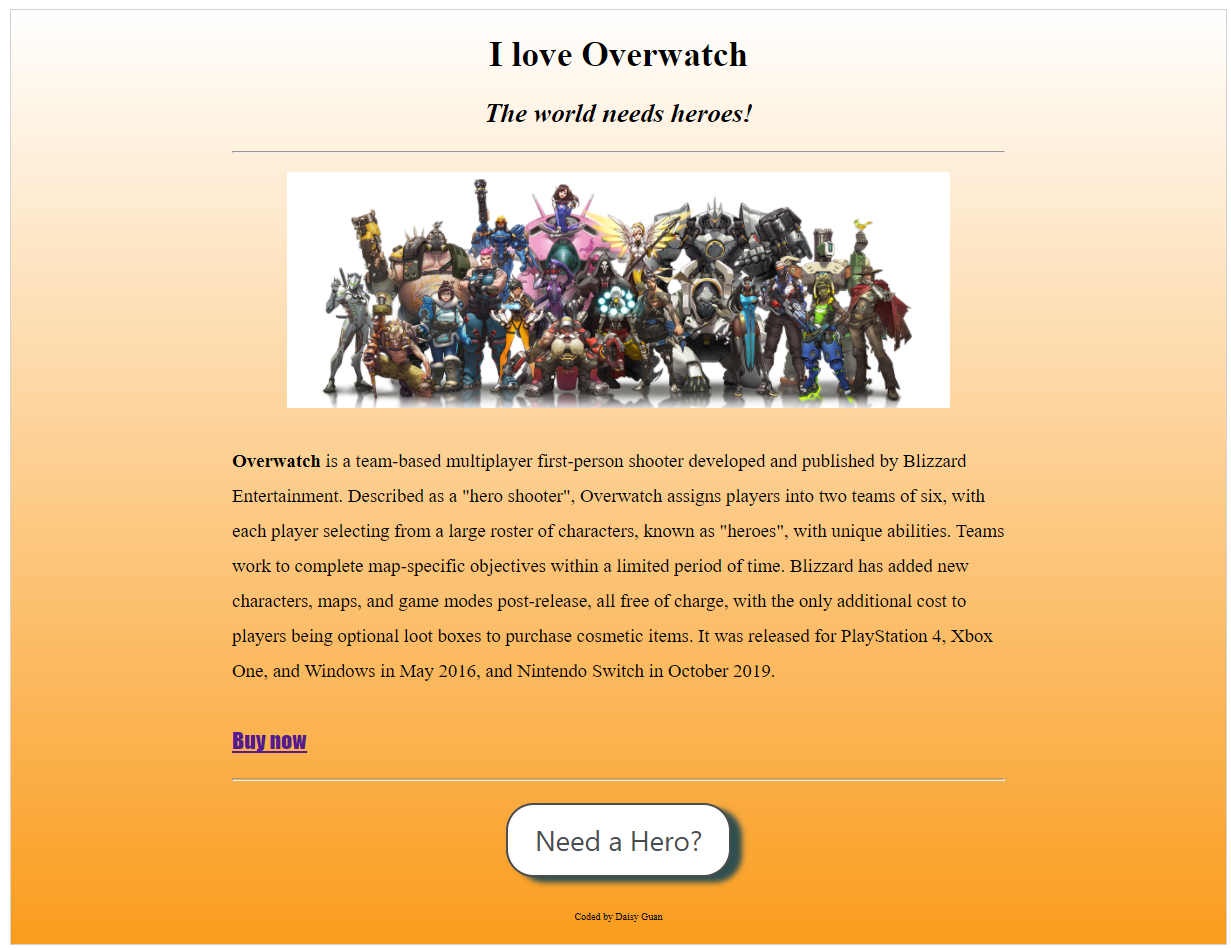 I love Overwatch
The world needs heroes!
Overwatch is a team-based multiplayer first-person shooter developed and published by Blizzard
Entertainment. Described as a "hero shooter", Overwatch assigns players into two teams of six, with
each player selecting from a large roster of characters, known as "heroes", with unique abilities. Teams
work to complete map-specific objectives within a limited period of time. Blizzard has added new
characters, maps, and game modes post-release, all free of charge, with the only additional cost to
players being optional loot boxes to purchase cosmetic items. It was released for PlayStation 4, Xbox
One, and Windows in May 2016, and Nintendo Switch in October 2019.
Buy now
Need a Hero?
Coded by Daisy Guan